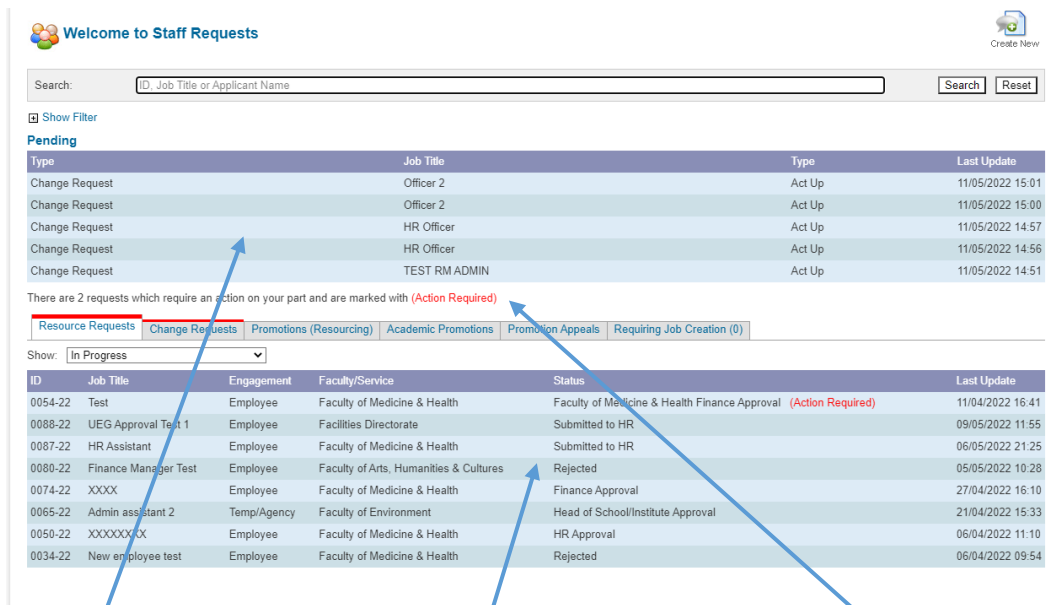 Welcome to Staff Requests
Create New
Search: ID, Job Title or Applicant Name Search Reset
Show Filter
Pending
Type Job Title Type Last Update
Change Request Officer 2 Act Up 11/05/2022 15:01
Change Request Officer 2 Act Up 11/05/2022 15:00
Change Request HR Officer Act Up 11/05/2022 14:57
Change Request HR Officer Act Up 11/05/2022 14:56
Change Request TEST RM ADMIN Act Up 11/05/2022 14:51
There are 2 requests which require an action on your part and are marked with (Action Required)
Resource Requests Change Requests Promotions (Resourcing) Academic Promotions Promotion Appeals Requiring Job Creation (0)
Show: In Progress
ID Job Title Engagement Faculty/Service Status Last Update
0054-22 Test Employee Faculty of Medicine & Health Faculty of Medicine & Health Finance Approval (Action Required) 11/04/2022 16:41
0088-22 UEG Approval Test 1 Employee Facilities Directorate Submitted to HR 09/05/2022 11:55
0087-22 HR Assistant Employee Faculty of Medicine & Health Submitted to HR 06/05/2022 21:25
0080-22 Finance Manager Test Employee Faculty of Arts, Humanities & Cultures Rejected 05/05/2022 10:28
0074-22 XXXX Employee Faculty of Medicine & Health Finance Approval 27/04/2022 16:10
0065-22 Admin assistant 2 Temp/Agency Faculty of Environment Head of School/Institute Approval 21/04/2022 15:33
0050-22 XXXXXXXX Employee Faculty of Medicine & Health HR Approval 06/04/2022 11:10
0034-22 New employee test Employee Faculty of Medicine & Health Rejected 06/04/2022 09:54